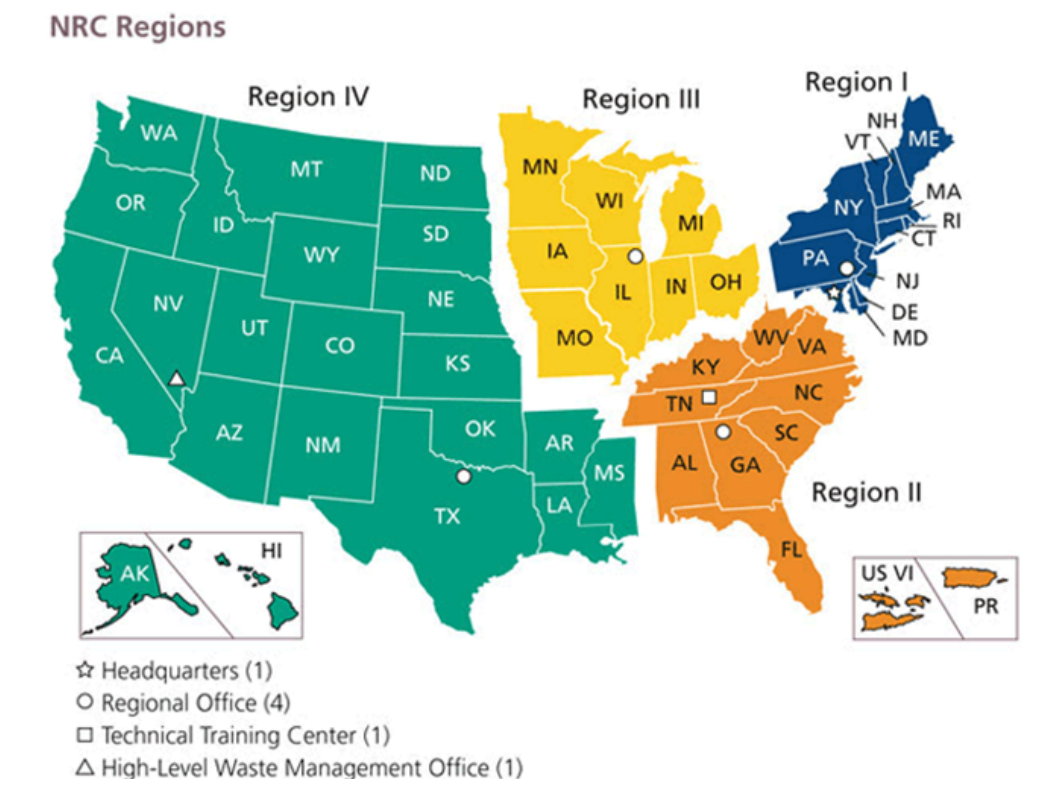 NRC Regions
Region IV
Region III
Region I
WA
MT
ND
OR
ID
SD
WY
NE
NV
UT
CO
KS
CA
AZ
NM
OK
AR
MS
LA
TX
AK
HI
MN
WI
MI
IA
IL
IN
OH
MO
NH
VT
ME
MA
NY
RI
CT
PA
NJ
DE
MD
WV
VA
KY
NC
TN
SC
AL
GA
Region II
FL
US VI
PR
Headquarters (1)
Regional Office (4)
Technical Training Center (1)
High-Level Waste Management Office (1)